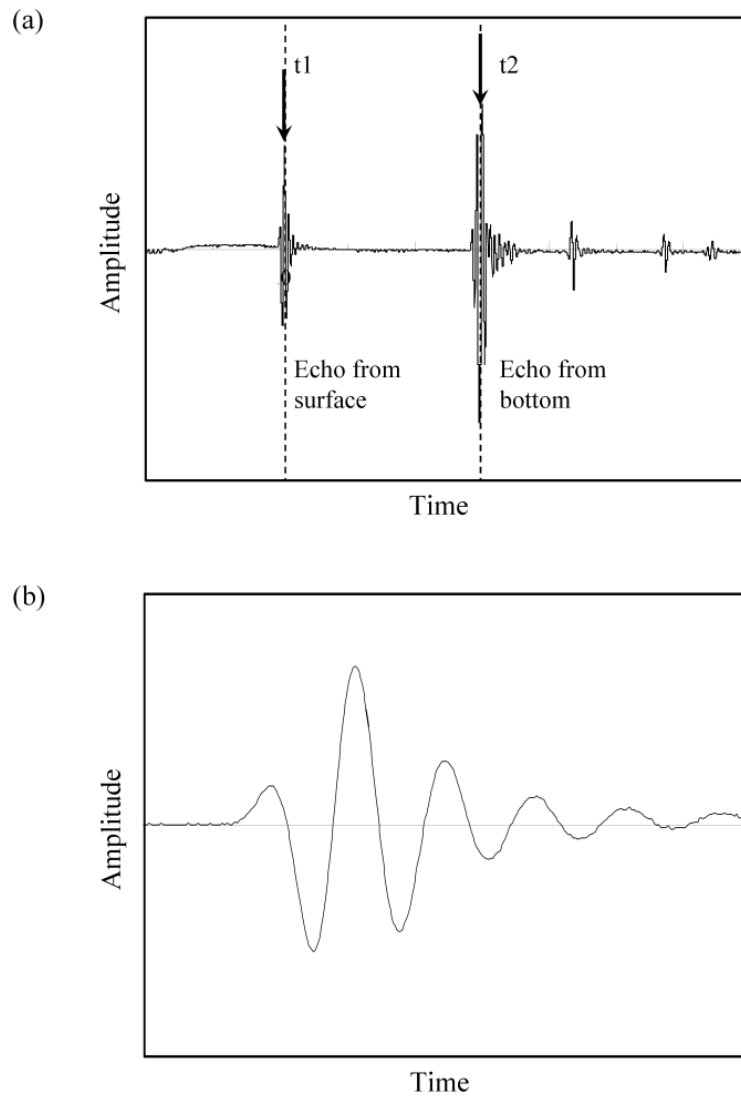 (a)
t1
t2
Amplitude
Echo from
surface
Echo from
bottom
Time
(b)
Amplitude
Time